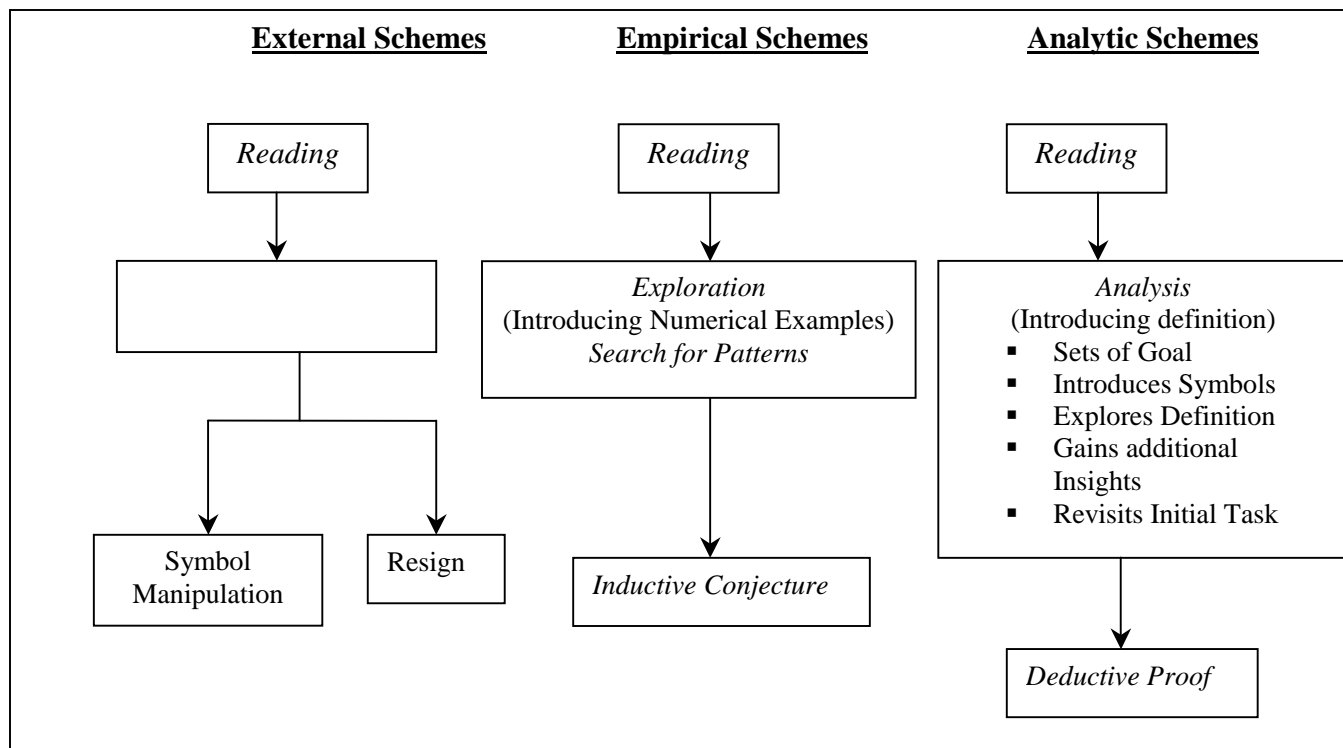 External Schemes
Empirical Schemes
Analytic Schemes
Reading
Reading
Reading
Exploration
(Introducing Numerical Examples)
Search for Patterns
Analysis
(Introducing definition)
▪ Sets of Goal
▪ Introduces Symbols
▪ Explores Definition
▪ Gains additional
Insights
▪ Revisits Initial Task
Symbol
Manipulation
Resign
Inductive Conjecture
Deductive Proof